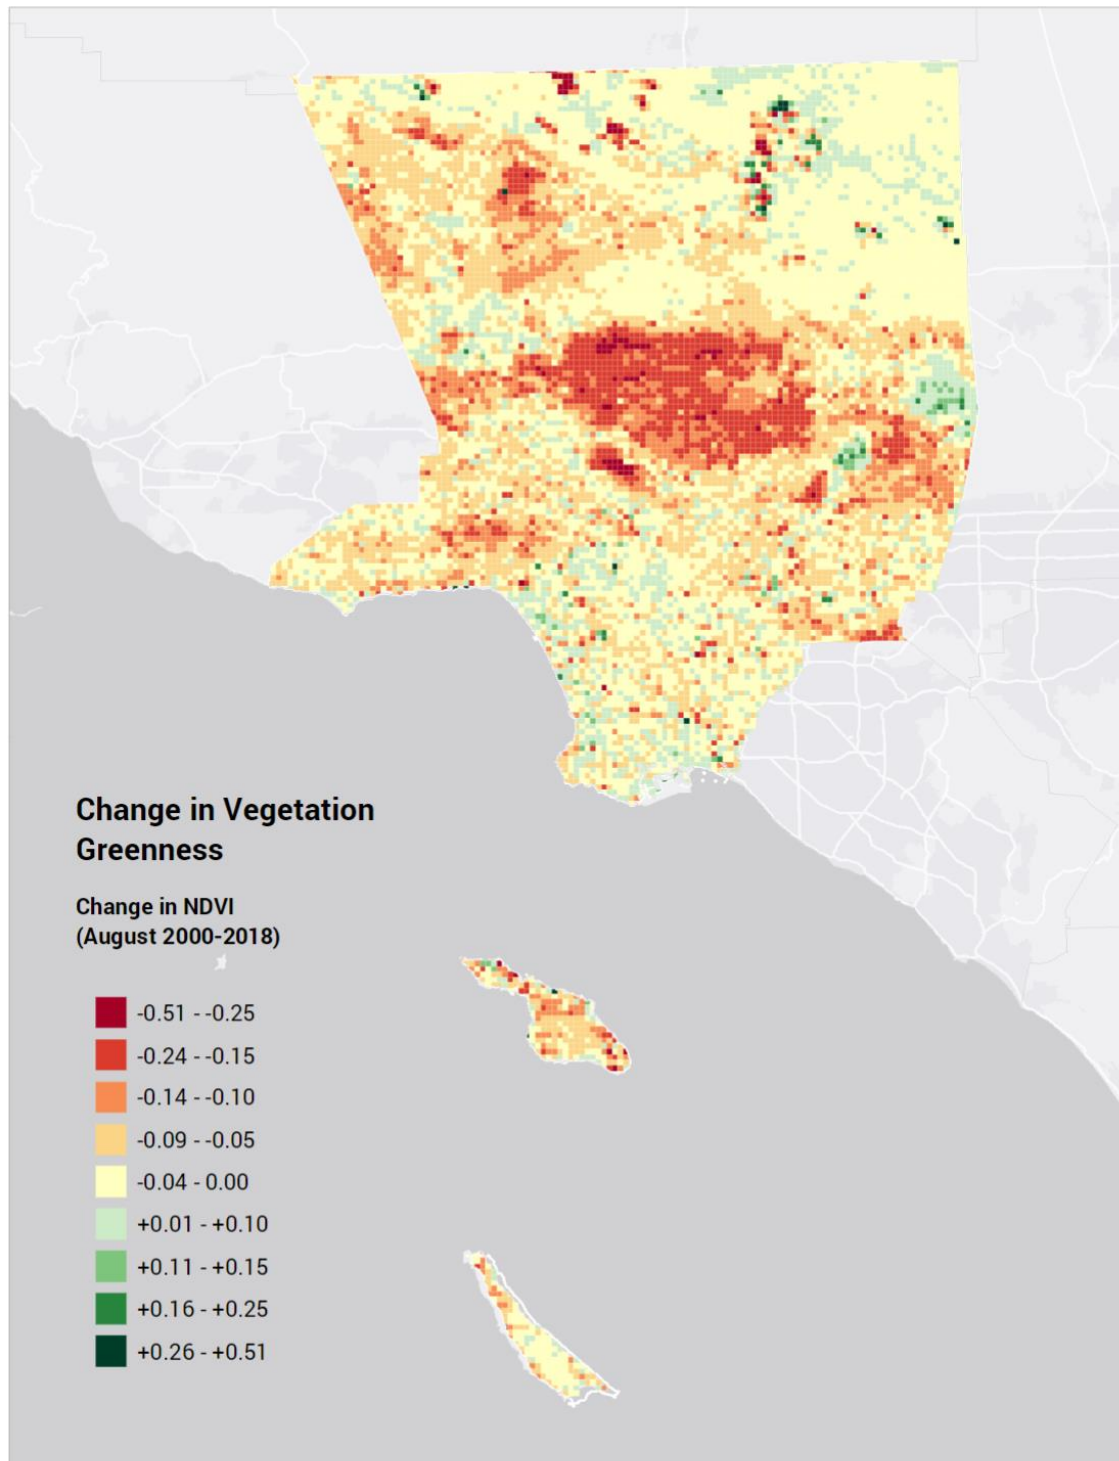 Change in Vegetation
Greenness
Change in NDVI
(August 2000-2018)
-0.51 - -0.25
-0.24 - -0.15
-0.14 - -0.10
-0.09 - -0.05
-0.04 - 0.00
+0.01 - +0.10
+0.11 - +0.15
+0.16 - +0.25
+0.26 - +0.51